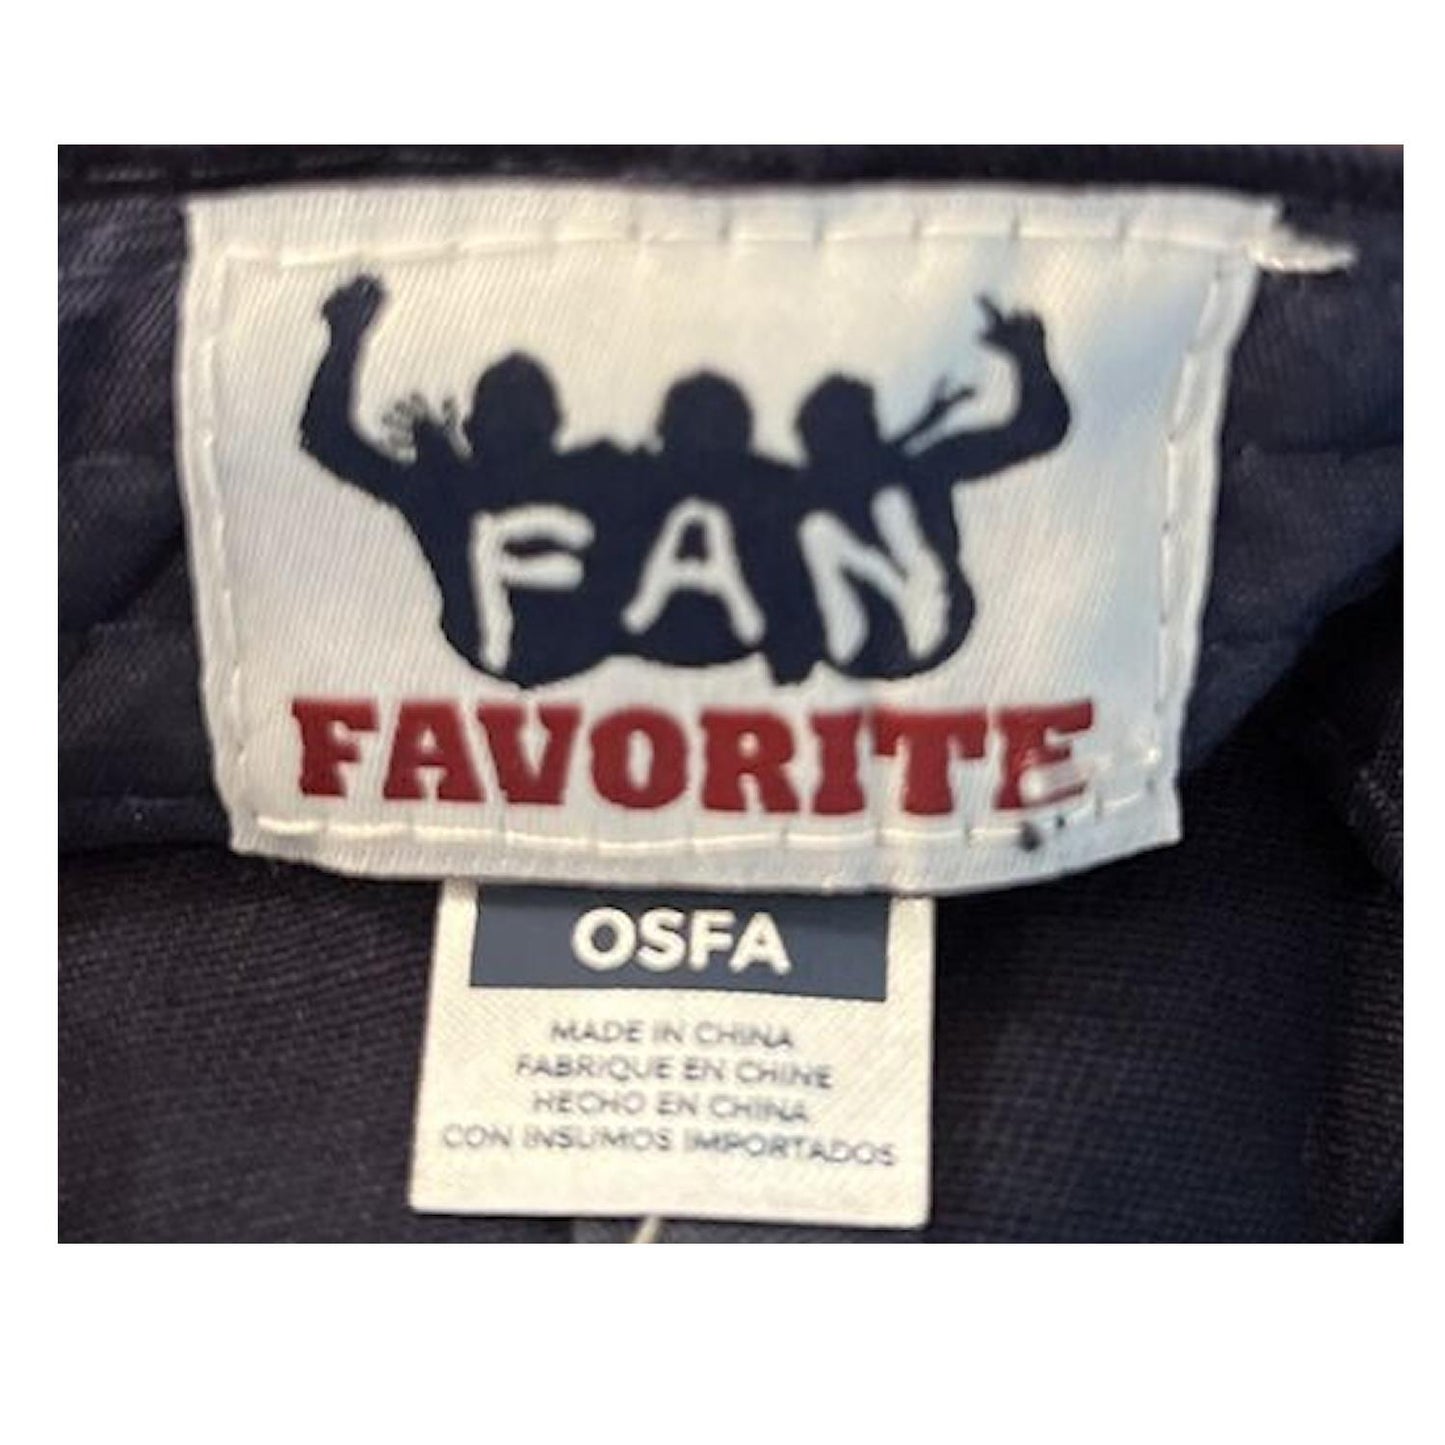 FAN
FAVORITE
OSFA
MADE IN CHINA
FABRIQUE EN CHINE
HECHO EN CHINA
CON INSUMOS IMPORTADOS